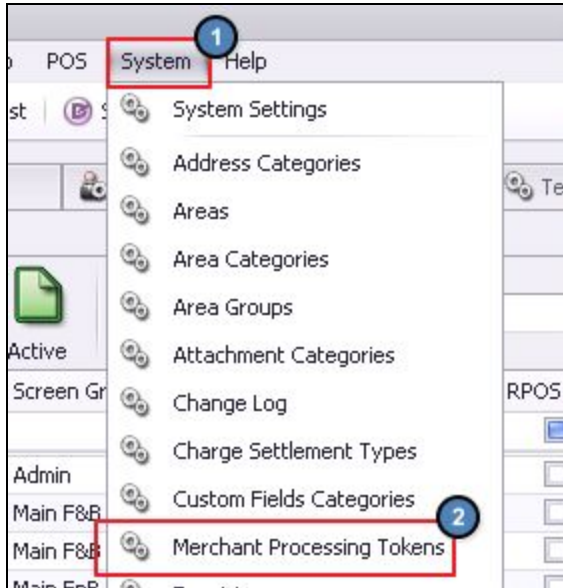 1
POS System Help
st
System Settings
Address Categories
Te
Areas
Area Categories
Area Groups
Active
Attachment Categories
Screen Gr
Change Log
RPOS
Charge Settlement Types
Admin
Custom Fields Categories
Main F&B
2
Main F&B
Merchant Processing Tokens